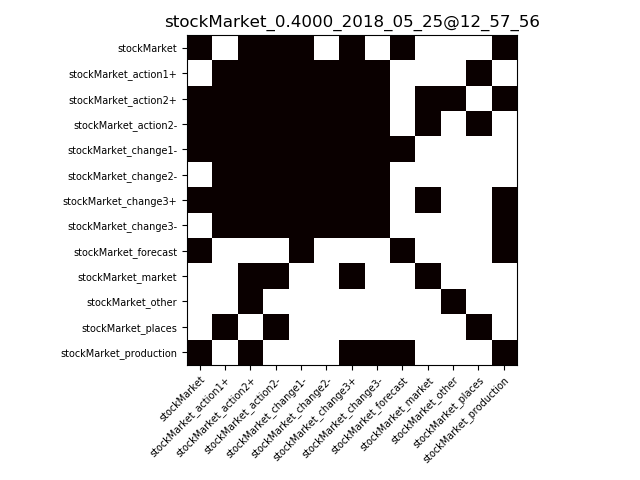 stockMarket_0.4000_2018_05_25@12_57_56
stockMarket
stockMarket_action1+
stockMarket_action2+
stockMarket_action2-
stockMarket_change1-
stockMarket_change2-
stockMarket_change3+
stockMarket_change3-
stockMarket_forecast
stockMarket_market
stockMarket_other
stockMarket_places
stockMarket_production
stockMarket
stockMarket_action1+
stockMarket_action2+
stockMarket_action2-
stockMarket_change1-
stockMarket_change2-
stockMarket_change3+
stockMarket_change3-
stockMarket_forecast
stockMarket_market
stockMarket_other
stockMarket_places
stockMarket_production